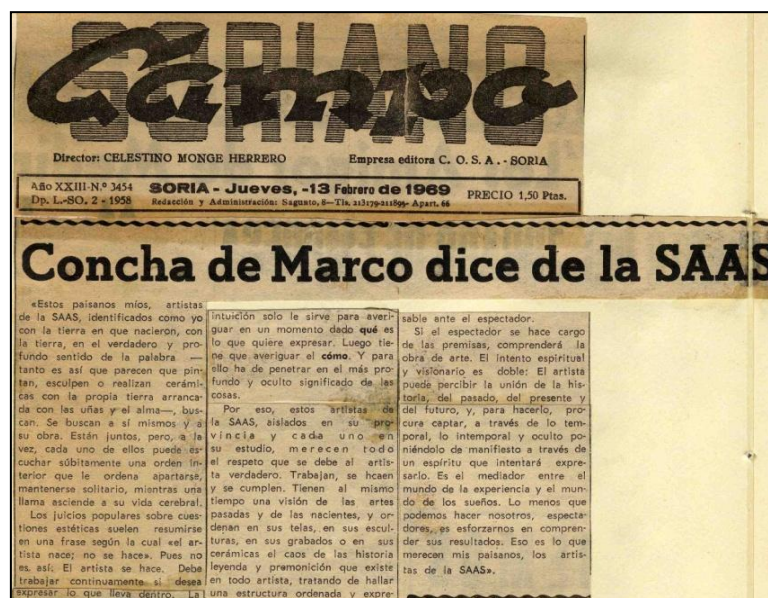 SORIANO
Campo
Director: CELESTINO MONGE HERRERO Empresa editora C. O. S. A. - SORIA
Año XXIII-N.º 3454
Dp. L.-SO. 2 - 1958
SORIA - Jueves, -13 Febrero de 1969
Redacción y Administración: Sagunto, 8—Tls. 213179-211895- Apart. 66
PRECIO 1,50 Ptas.
Concha de Marco dice de la SAAS
«Estos paisanos míos, artistas
de la SAAS, identificados como yo
con la tierra en que nacieron, con
la tierra, en el verdadero y pro-
fundo sentido de la palabra —
tanto es así que parecen que pin-
tan, esculpen o realizan cerámi-
cas con la propia tierra arranca-
da con las uñas y el alma—, bus-
can. Se buscan a sí mismos y a
su obra. Están juntos, pero, a la
vez, cada uno de ellos puede es-
cuchar súbitamente una orden in-
terior que le ordena apartarse,
mantenerse solitario, mientras una
llama asciende a su vida cerebral.
Los juicios populares sobre cues-
tiones estéticas suelen resumirse
en una frase según la cual «el ar-
tista nace; no se hace». Pues no
es así. El artista se hace. Debe
trabajar continuamente si desea
expresar lo que lleva dentro. La
intuición solo le sirve para averi-
guar en un momento dado qué es
lo que quiere expresar. Luego tie-
ne que averiguar el cómo. Y para
ello ha de penetrar en el más pro-
fundo y oculto significado de las
cosas.
Por eso, estos artistas de
la SAAS, aislados en su pro-
vincia y cada uno en
su estudio, merecen todo
el respeto que se debe al artis-
ta verdadero. Trabajan, se hcaen
y se cumplen. Tienen al mismo
tiempo una visión de las artes
pasadas y de las nacientes, y or-
denan en sus telas, en sus escul-
turas, en sus grabados o en sus
cerámicas el caos de las historia
leyenda y premonición que existe
en todo artista, tratando de hallar
una estructura ordenada y expre-
sable ante el espectador.
Si el espectador se hace cargo
de las premisas, comprenderá la
obra de arte. El intento espiritual
y visionario es doble: El artista
puede percibir la unión de la his-
toria, del pasado, del presente y
del futuro, y, para hacerlo, pro-
cura captar, a través de lo tem-
poral, lo intemporal y oculto po-
niéndolo de manifiesto a través de
un espíritu que intentará expre-
sarlo. Es el mediador entre el
mundo de la experiencia y el mun-
do de los sueños. Lo menos que
podemos hacer nosotros, especta-
dores, es esforzarnos en compren-
der sus resultados. Eso es lo que
merecen mis paisanos, los artis-
tas de la SAAS».